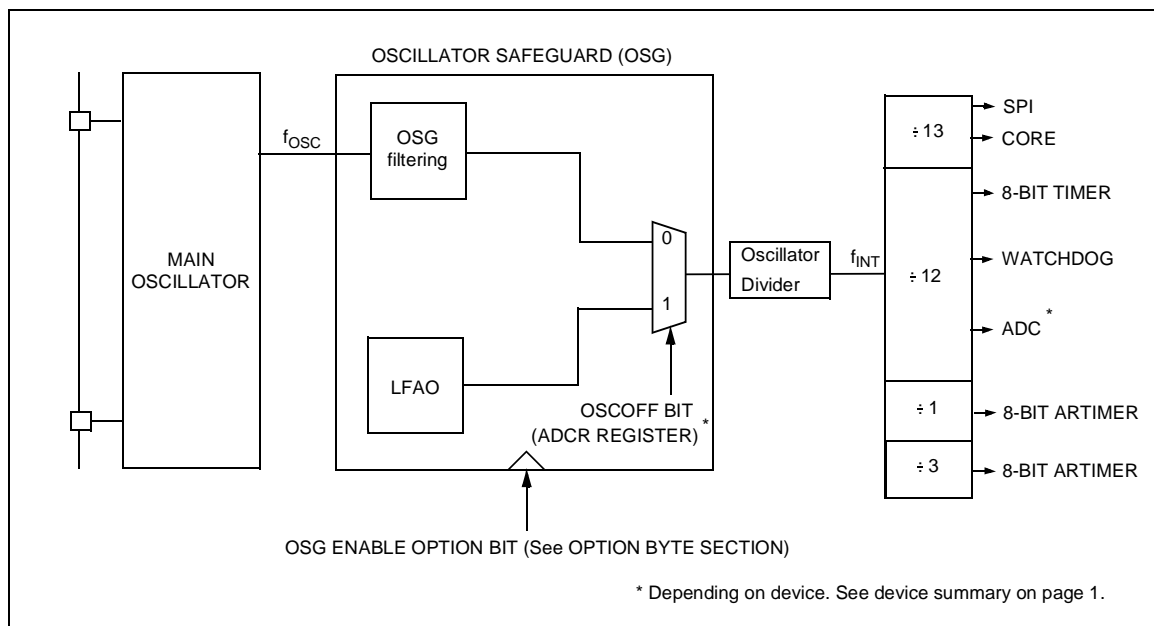 OSCILLATOR SAFEGUARD (OSG)
MAIN
OSCILLATOR
fOSC
OSG
filtering
LFAO
0
1
OSCOFF BIT
(ADCR REGISTER) *
Oscillator
Divider
fINT
÷ 13
÷ 12
÷ 1
÷ 3
SPI
CORE
8-BIT TIMER
WATCHDOG
ADC *
8-BIT ARTIMER
8-BIT ARTIMER
OSG ENABLE OPTION BIT (See OPTION BYTE SECTION)
* Depending on device. See device summary on page 1.